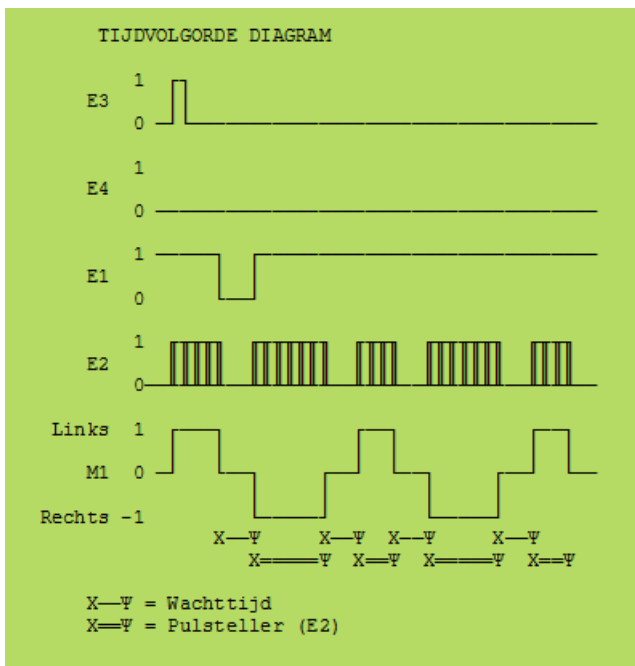 TIJDVOLGORDE DIAGRAM
1
E3
0
1
E4
0
1
E1
0
1
E2
0
Links 1
M1 0
Rechts -1
X—Ψ X—Ψ X—Ψ X—Ψ
X═Ψ X═Ψ X═Ψ X═Ψ
X—Ψ = Wachttijd
X═Ψ = Pulsteller (E2)